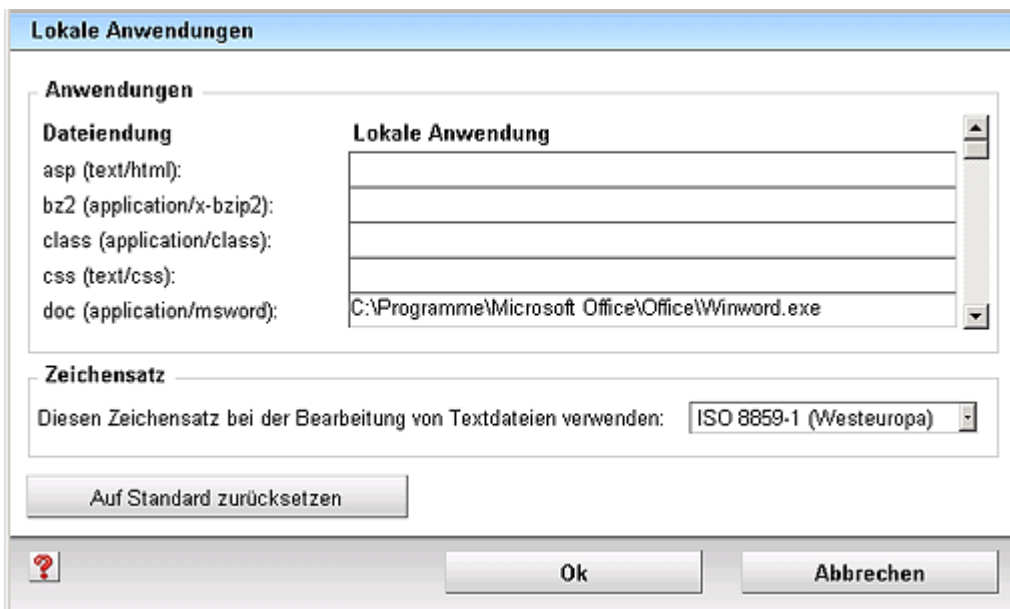 Lokale Anwendungen
Anwendungen
Dateiendung Lokale Anwendung
asp (text/html):
bz2 (application/x-bzip2):
class (application/class):
css (text/css):
doc (application/msword): C:\Programme\Microsoft Office\Office\Winword.exe
Zeichensatz
Diesen Zeichensatz bei der Bearbeitung von Textdateien verwenden: ISO 8859-1 (Westeuropa)
Auf Standard zurücksetzen
? Ok Abbrechen